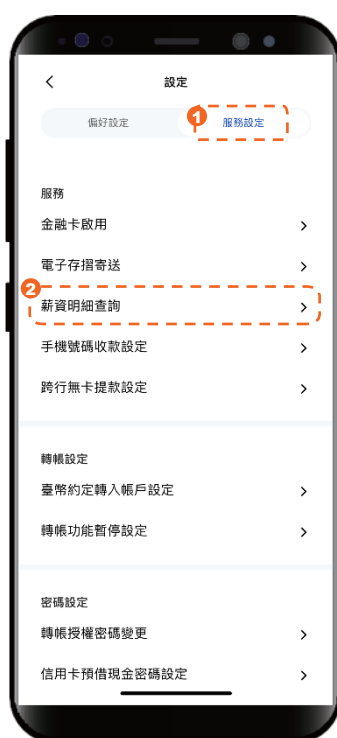 設定
偏好設定
1
服務設定
服務
金融卡啟用
電子存摺寄送
2
薪資明細查詢
手機號碼收款設定
跨行無卡提款設定
轉帳設定
臺幣約定轉入帳戶設定
轉帳功能暫停設定
密碼設定
轉帳授權密碼變更
信用卡預借現金密碼設定